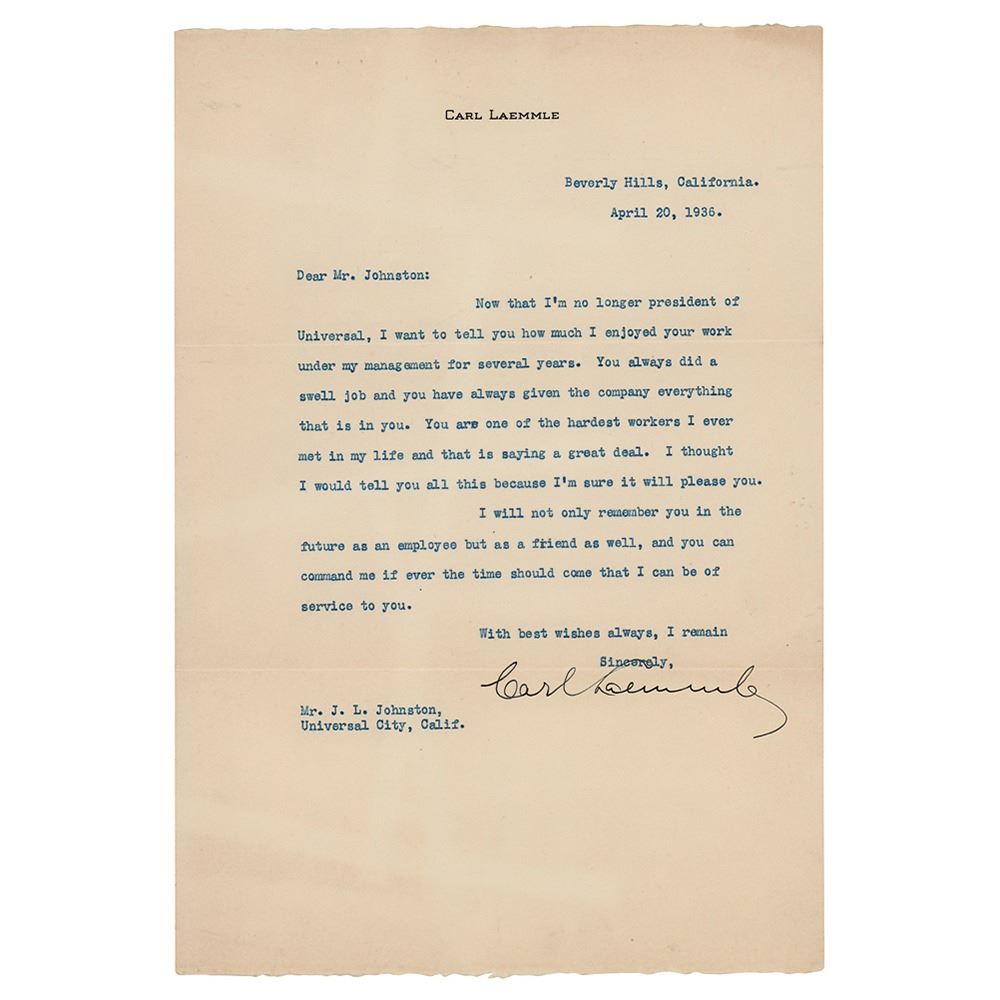 CARL LAEMMLE
Beverly Hills, California.
April 20, 1936.
Dear Mr. Johnston:
Now that I'm no longer president of
Universal, I want to tell you how much I enjoyed your work
under my management for several years. You always did a
swell job and you have always given the company everything
that is in you. You are one of the hardest workers I ever
met in my life and that is saying a great deal. I thought
I would tell you all this because I'm sure it will please you.
I will not only remember you in the
future as an employee but as a friend as well, and you can
command me if ever the time should come that I can be of
service to you.
With best wishes always, I remain
Sincerely,
Carl Laemmle
Mr. J. L. Johnston,
Universal City, Calif.